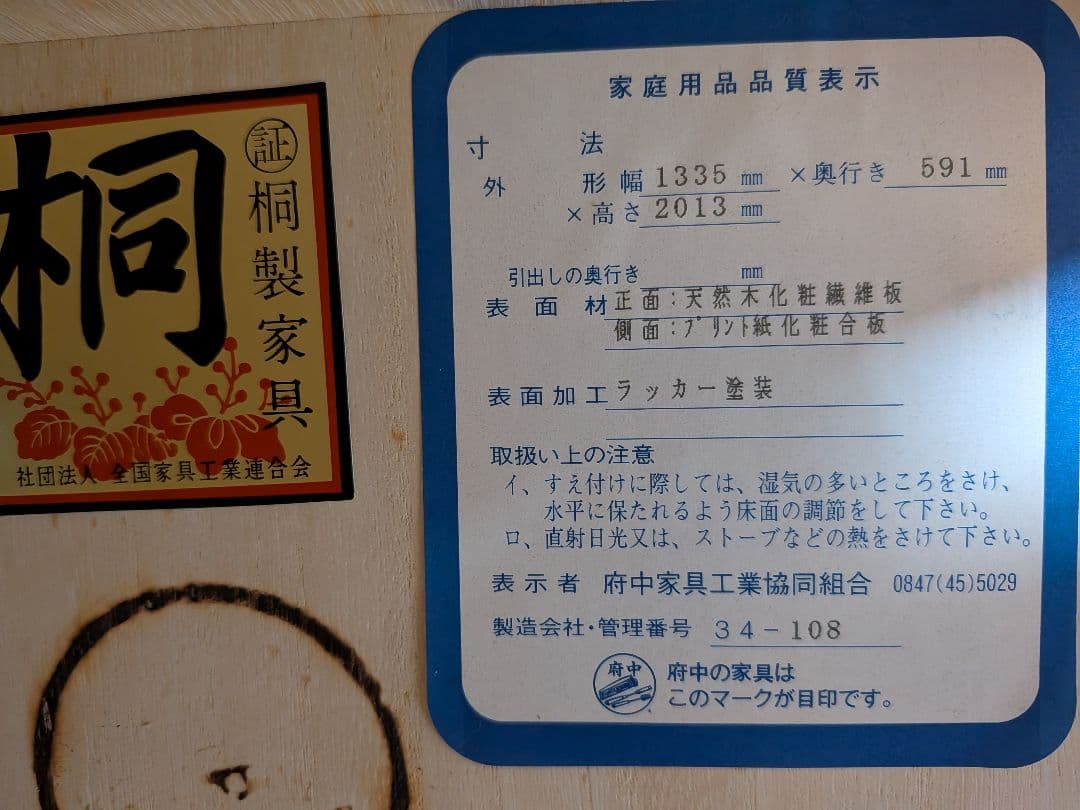 桐
証
桐製家具
社団法人 全国家具工業連合会
家庭用品品質表示
寸法
外形 幅 1335 mm ×奥行き 591 mm
×高さ 2013 mm
引出しの奥行き mm
表面材 正面:天然木化粧繊維板
側面:プリント紙化粧合板
表面加工 ラッカー塗装
取扱い上の注意
イ、すえ付けに際しては、湿気の多いところをさけ、
水平に保たれるよう床面の調節をして下さい。
ロ、直射日光又は、ストーブなどの熱をさけて下さい。
表示者 府中家具工業協同組合 0847(45)5029
製造会社・管理番号 34-108
府中
府中の家具は
このマークが目印です。